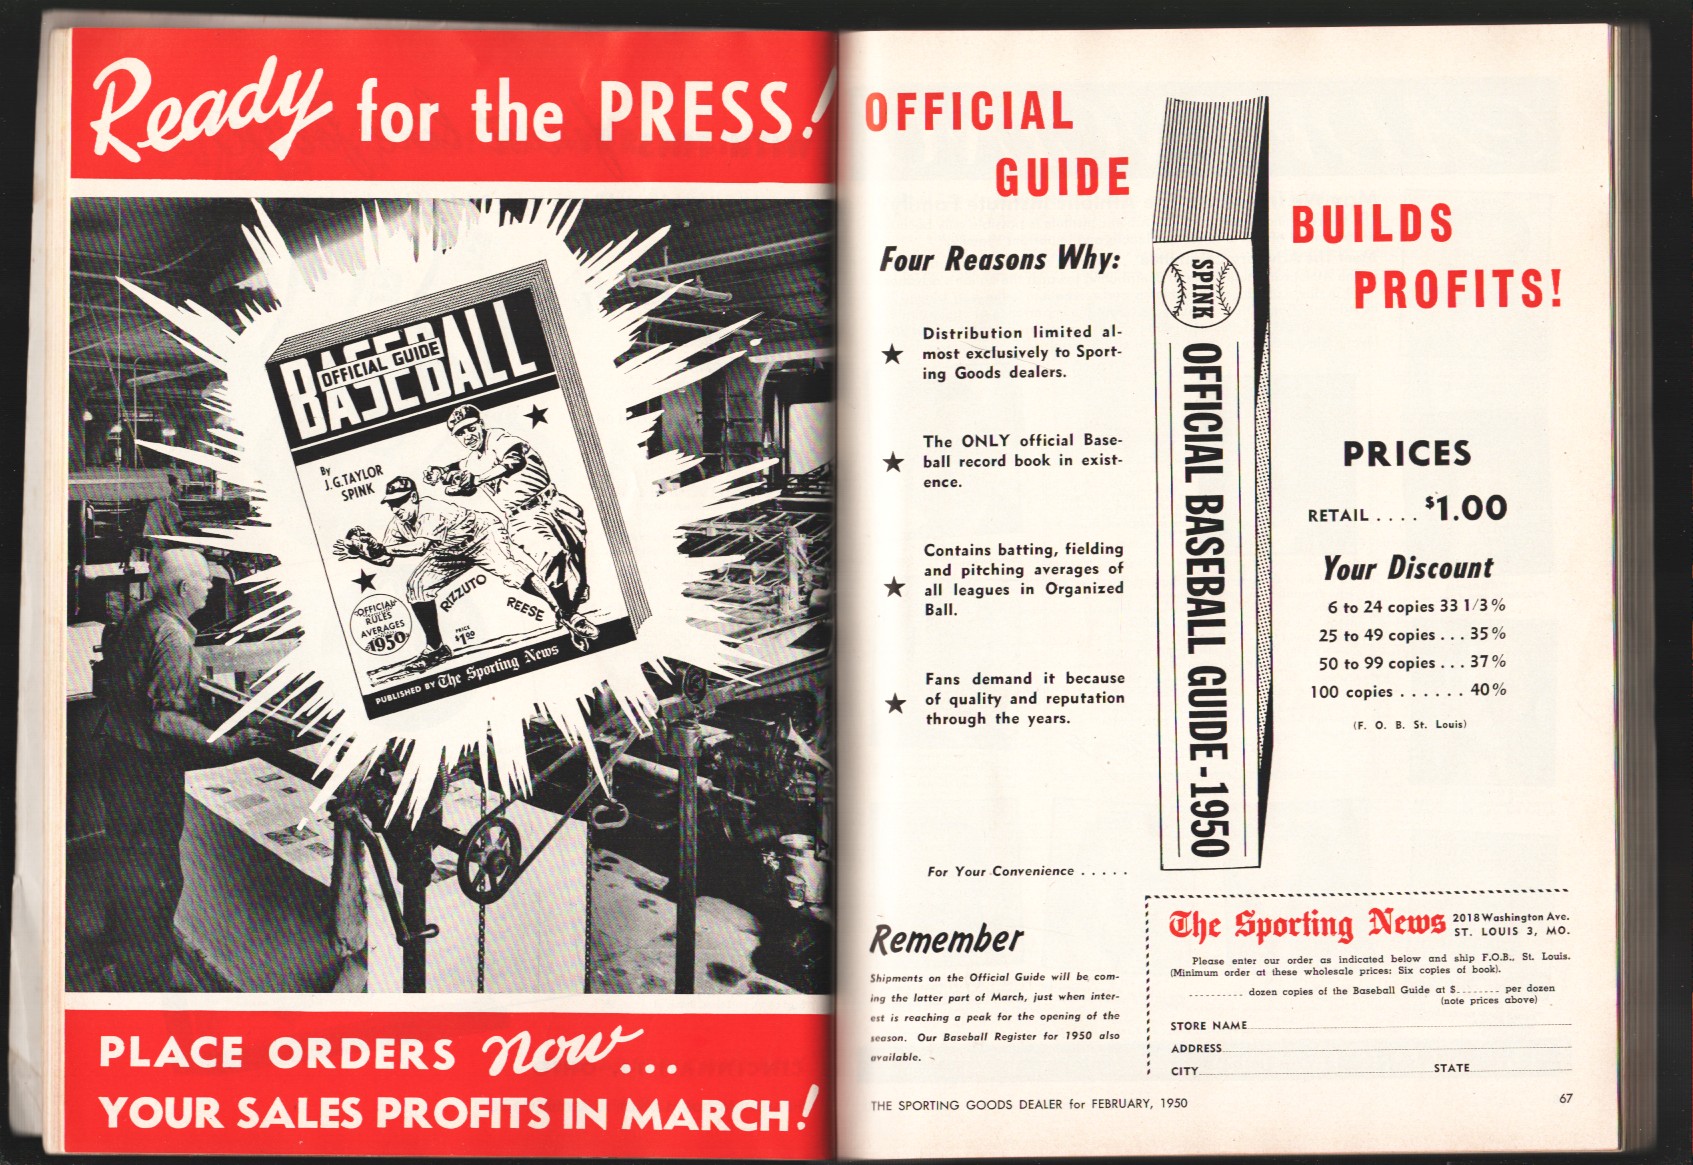 Ready for the PRESS!
BASEBALL
OFFICIAL GUIDE
By
J.G. TAYLOR
SPINK
RIZZUTO
REESE
OFFICIAL
RULES
AVERAGES
1950
PRICE
$1.00
PUBLISHED BY The Sporting News
PLACE ORDERS now...
YOUR SALES PROFITS IN MARCH!
OFFICIAL
GUIDE
BUILDS
PROFITS!
Four Reasons Why:
★ Distribution limited al-
most exclusively to Sport-
ing Goods dealers.
★ The ONLY official Base-
ball record book in exist-
ence.
★ Contains batting, fielding
and pitching averages of
all leagues in Organized
Ball.
★ Fans demand it because
of quality and reputation
through the years.
SPINK
OFFICIAL BASEBALL GUIDE-1950
PRICES
RETAIL .... $1.00
Your Discount
6 to 24 copies 33 1/3%
25 to 49 copies ... 35%
50 to 99 copies ... 37%
100 copies ...... 40%
(F. O. B. St. Louis)
For Your Convenience .....
Remember
Shipments on the Official Guide will be com-
ing the latter part of March, just when inter-
est is reaching a peak for the opening of the
season. Our Baseball Register for 1950 also
available.
The Sporting News 2018 Washington Ave.
ST. LOUIS 3, MO.
Please enter our order as indicated below and ship F.O.B., St. Louis.
(Minimum order at these wholesale prices: Six copies of book).
---------- dozen copies of the Baseball Guide at $-------- per dozen
(note prices above)
STORE NAME
ADDRESS
CITY STATE
THE SPORTING GOODS DEALER for FEBRUARY, 1950
67